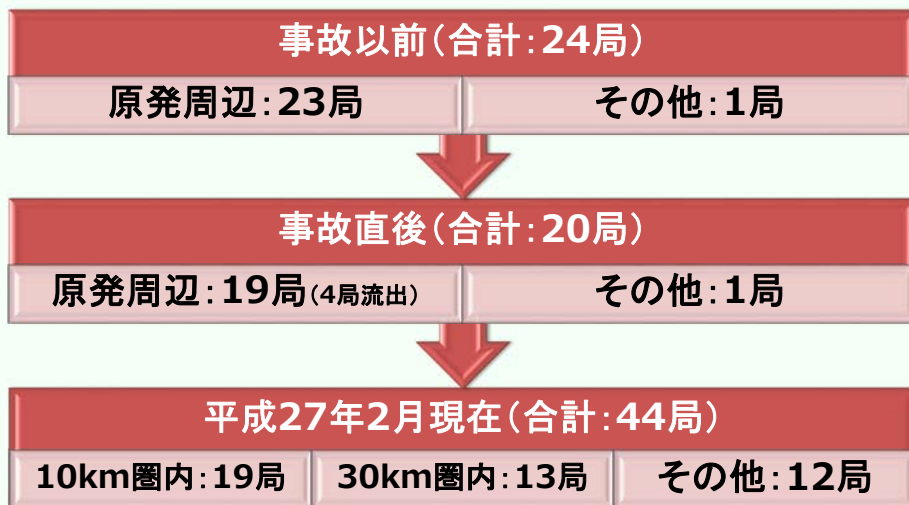 事故以前(合計:24局)
原発周辺:23局 その他:1局
事故直後(合計:20局)
原発周辺:19局(4局流出) その他:1局
平成27年2月現在(合計:44局)
10km圏内:19局 30km圏内:13局 その他:12局